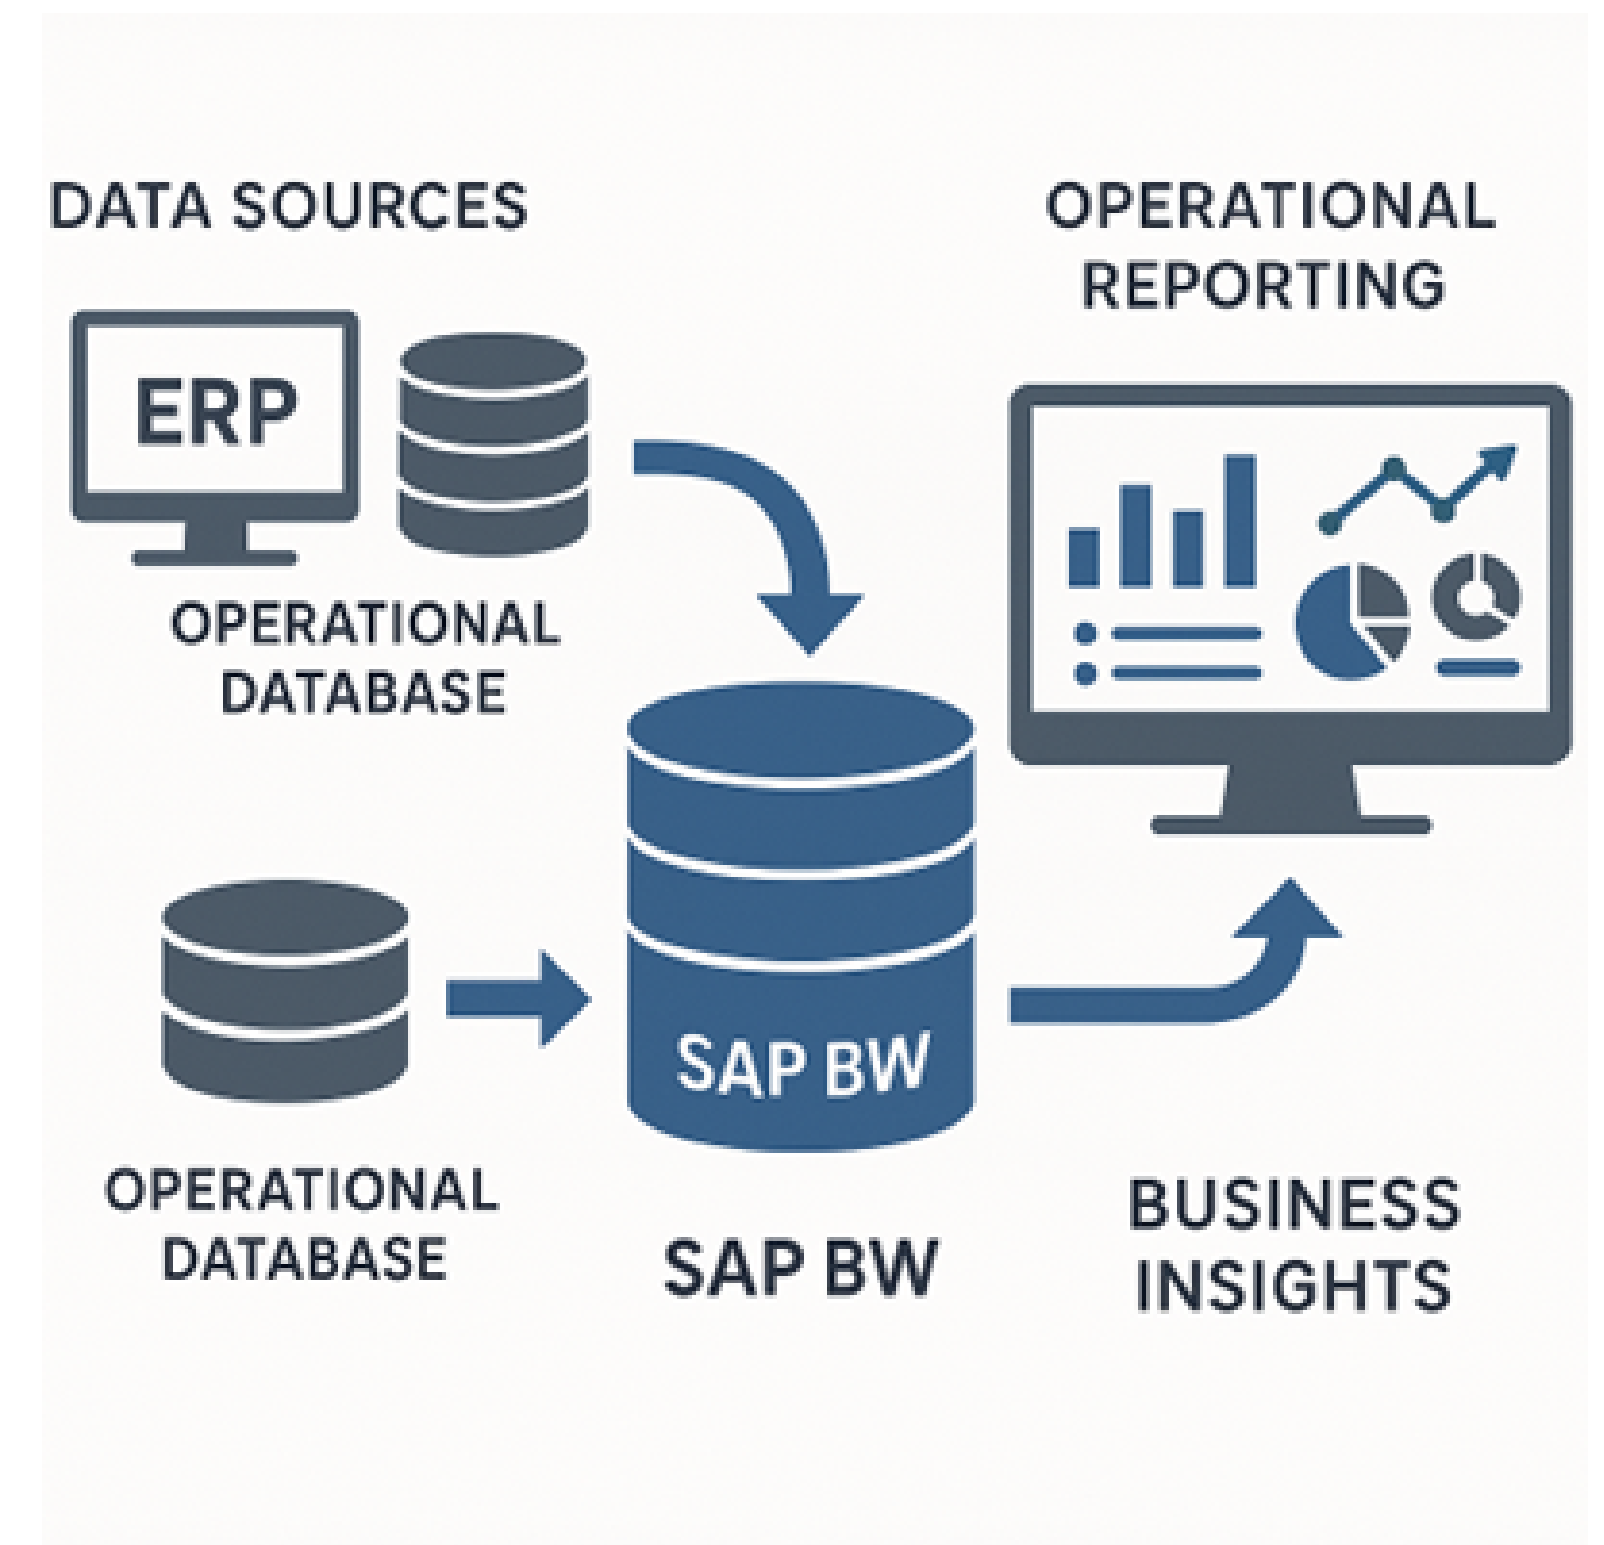 DATA SOURCES
ERP
OPERATIONAL
DATABASE
OPERATIONAL
DATABASE
SAP BW
SAP BW
OPERATIONAL
REPORTING
BUSINESS
INSIGHTS